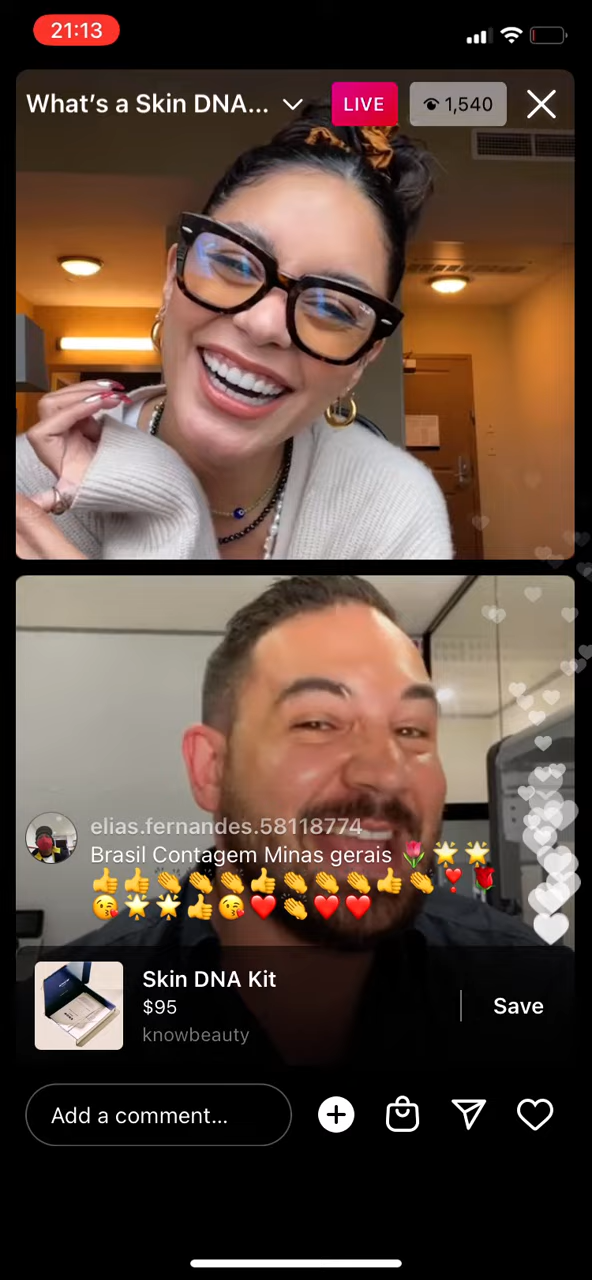 21:13
What's a Skin DNA...
LIVE
1,540
elias.fernandes.58118774
Brasil Contagem Minas gerais 🌷🌟🌟
👍👍👏👏👏👍👏👏👏👍👏❣️🌹
😘🌟🌟👍😘❤️👏❤️❤️
Skin DNA Kit
$95
Save
knowbeauty
Add a comment...